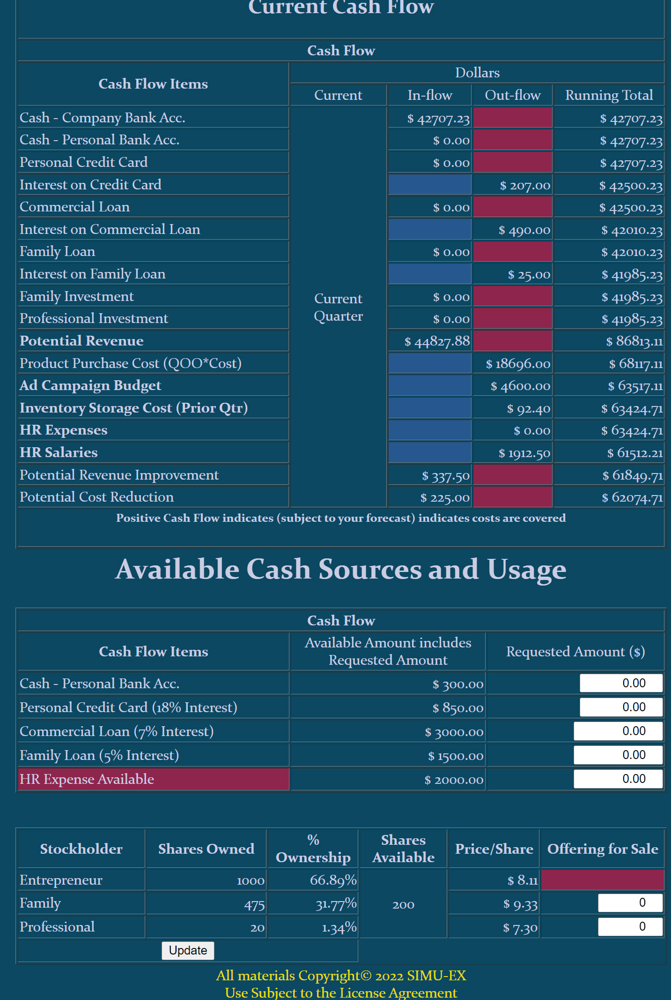 Current Cash Flow
Cash Flow
Cash Flow Items
Dollars
Current In-flow Out-flow Running Total
Cash - Company Bank Acc. $ 42707.23 $ 42707.23
Cash - Personal Bank Acc. $ 0.00 $ 42707.23
Personal Credit Card $ 0.00 $ 42707.23
Interest on Credit Card $ 207.00 $ 42500.23
Commercial Loan $ 0.00 $ 42500.23
Interest on Commercial Loan $ 490.00 $ 42010.23
Family Loan $ 0.00 $ 42010.23
Interest on Family Loan $ 25.00 $ 41985.23
Family Investment $ 0.00 $ 41985.23
Current
Quarter
Professional Investment $ 0.00 $ 41985.23
Potential Revenue $ 44827.88 $ 86813.11
Product Purchase Cost (QOO*Cost) $ 18696.00 $ 68117.11
Ad Campaign Budget $ 4600.00 $ 63517.11
Inventory Storage Cost (Prior Qtr) $ 92.40 $ 63424.71
HR Expenses $ 0.00 $ 63424.71
HR Salaries $ 1912.50 $ 61512.21
Potential Revenue Improvement $ 337.50 $ 61849.71
Potential Cost Reduction $ 225.00 $ 62074.71
Positive Cash Flow indicates (subject to your forecast) indicates costs are covered
Available Cash Sources and Usage
Cash Flow
Cash Flow Items
Available Amount includes
Requested Amount
Requested Amount ($)
Cash - Personal Bank Acc. $ 300.00 0.00
Personal Credit Card (18% Interest) $ 850.00 0.00
Commercial Loan (7% Interest) $ 3000.00 0.00
Family Loan (5% Interest) $ 1500.00 0.00
HR Expense Available $ 2000.00 0.00
Stockholder
Shares Owned
%
Ownership
Shares
Available
Price/Share
Offering for Sale
Entrepreneur 1000 66.89% $ 8.11
Family 475 31.77% 200 $ 9.33 0
Professional 20 1.34% $ 7.30 0
Update
All materials Copyright© 2022 SIMU-EX
Use Subject to the License Agreement